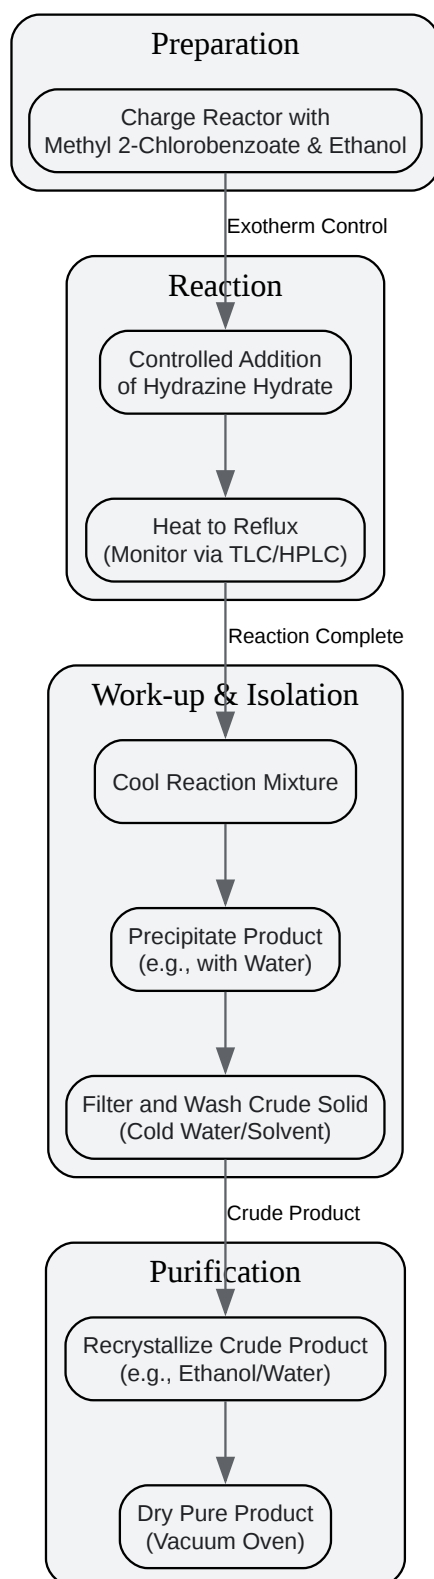 Preparation
Charge Reactor with
Methyl 2-Chlorobenzoate & Ethanol
Exotherm Control
Reaction
Controlled Addition
of Hydrazine Hydrate
Heat to Reflux
(Monitor via TLC/HPLC)
Reaction Complete
Work-up & Isolation
Cool Reaction Mixture
Precipitate Product
(e.g., with Water)
Filter and Wash Crude Solid
(Cold Water/Solvent)
Crude Product
Purification
Recrystallize Crude Product
(e.g., Ethanol/Water)
Dry Pure Product
(Vacuum Oven)